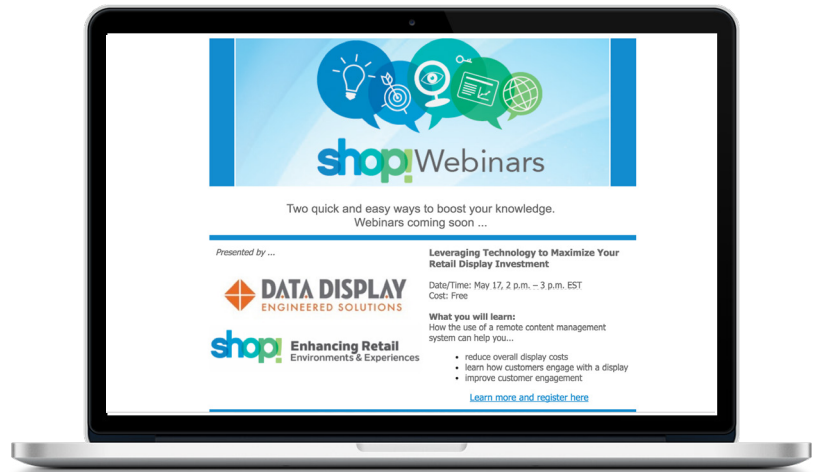 shop! Webinars
Two quick and easy ways to boost your knowledge.
Webinars coming soon ...
Presented by ...
DATA DISPLAY
ENGINEERED SOLUTIONS
shop! Enhancing Retail
Environments & Experiences
Leveraging Technology to Maximize Your
Retail Display Investment
Date/Time: May 17, 2 p.m. – 3 p.m. EST
Cost: Free
What you will learn:
How the use of a remote content management
system can help you...
• reduce overall display costs
• learn how customers engage with a display
• improve customer engagement
Learn more and register here